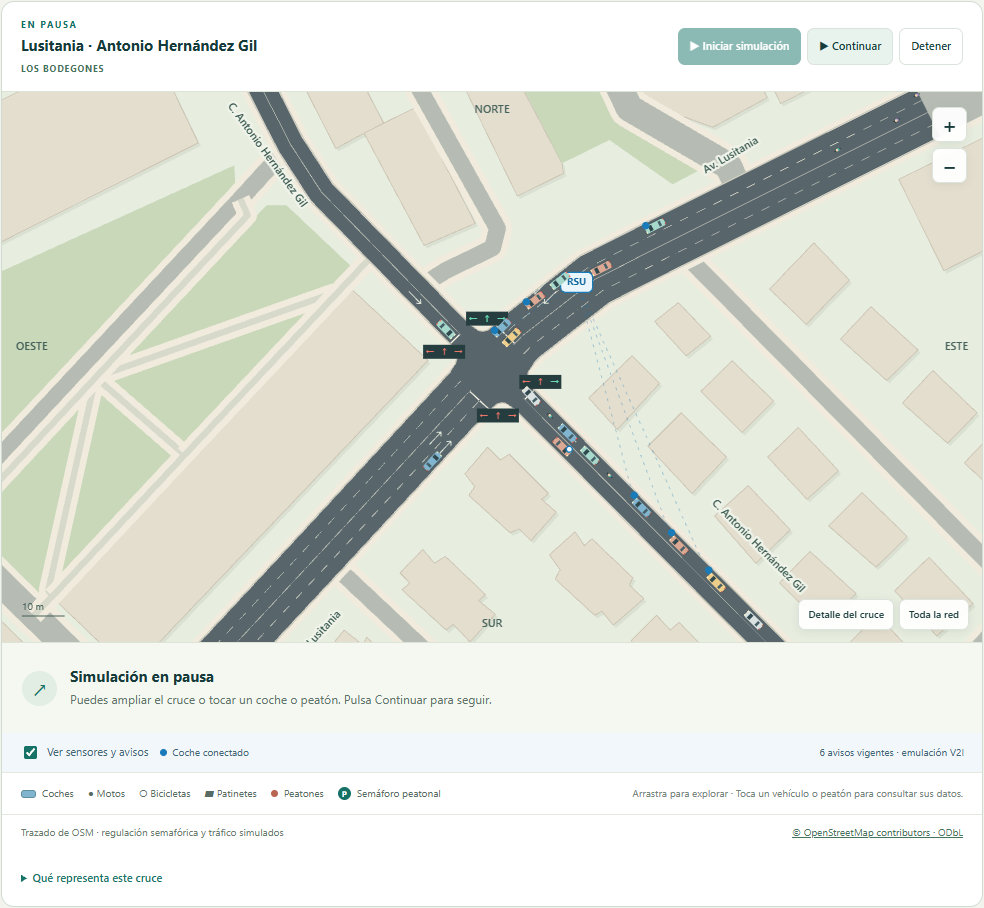 EN PAUSA
Lusitania · Antonio Hernández Gil
LOS BODEGONES
▶ Iniciar simulación
▶ Continuar
Detener
NORTE
C. Antonio Hernández Gil
Av. Lusitania
+
−
RSU
← ↑ →
← ↑ →
OESTE
ESTE
← ↑ →
← ↑ →
C. Antonio Hernández Gil
10 m
Lusitania
SUR
Detalle del cruce
Toda la red
Simulación en pausa
Puedes ampliar el cruce o tocar un coche o peatón. Pulsa Continuar para seguir.
Ver sensores y avisos
Coche conectado
6 avisos vigentes · emulación V2I
Coches
Motos
Bicicletas
Patinetes
Peatones
P
Semáforo peatonal
Arrastra para explorar · Toca un vehículo o peatón para consultar sus datos.
Trazado de OSM · regulación semafórica y tráfico simulados
© OpenStreetMap contributors · ODbL
▶ Qué representa este cruce